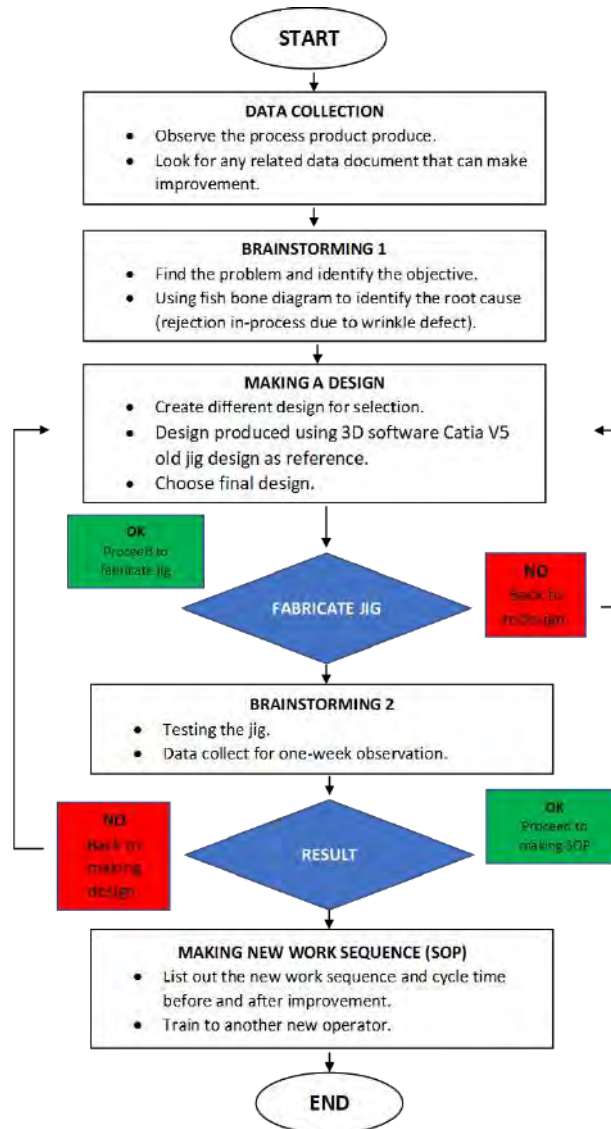 START
DATA COLLECTION
• Observe the process product produce.
• Look for any related data document that can make
improvement.
BRAINSTORMING 1
• Find the problem and identify the objective.
• Using fish bone diagram to identify the root cause
(rejection in-process due to wrinkle defect).
MAKING A DESIGN
• Create different design for selection.
• Design produced using 3D software Catia V5
old jig design as reference.
• Choose final design.
OK
Proceed to
fabricate jig
FABRICATE JIG
NO
Back to
redesign
BRAINSTORMING 2
• Testing the jig.
• Data collect for one-week observation.
NO
Back to
making
design
RESULT
OK
Proceed to
making SOP
MAKING NEW WORK SEQUENCE (SOP)
• List out the new work sequence and cycle time
before and after improvement.
• Train to another new operator.
END